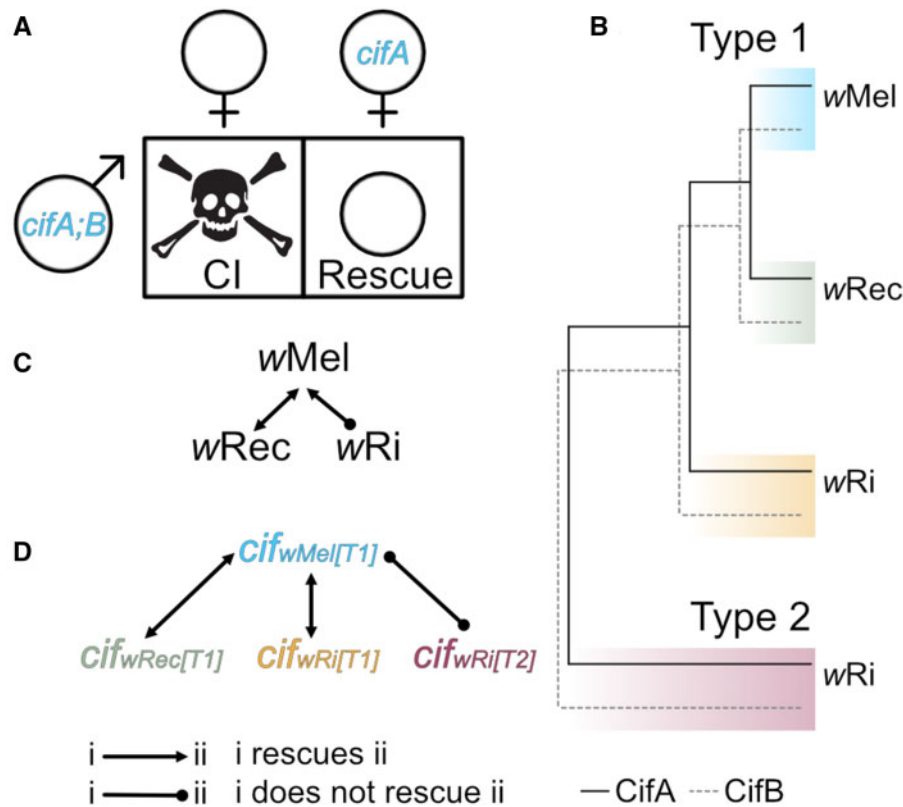 A
cifA
cifA;B
CI
Rescue
B
Type 1
wMel
wRec
wRi
Type 2
wRi
CifA
CifB
C
wMel
wRec
wRi
D
cifwMel[T1]
cifwRec[T1]
cifwRi[T1]
cifwRi[T2]
i ii i rescues ii
i ii i does not rescue ii